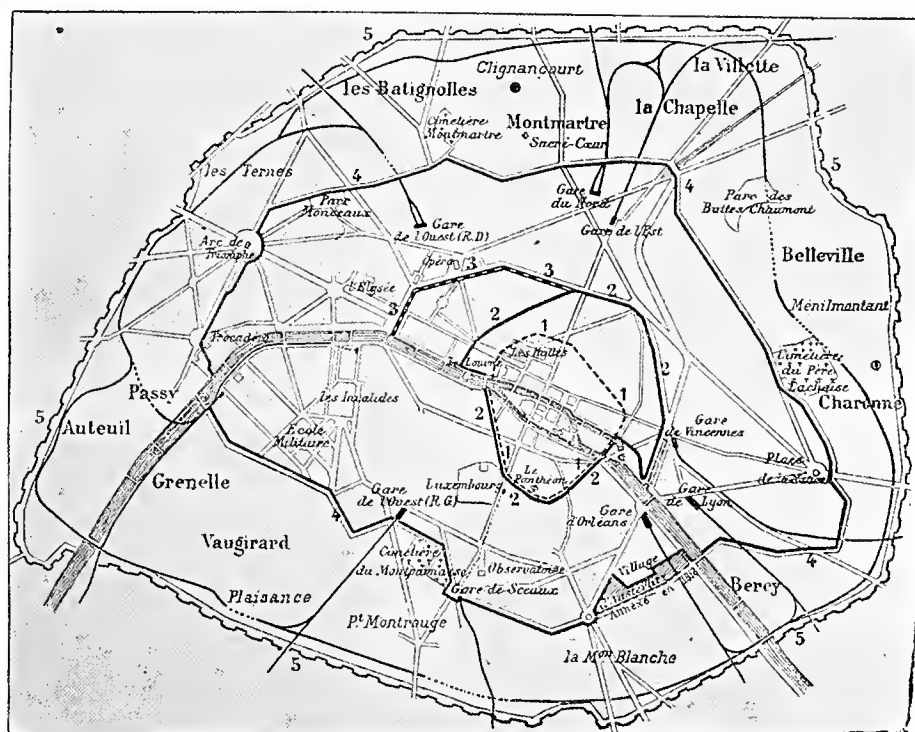 5
5
les Batignolles
Clignancourt
la Villette
la Chapelle
Cimetière
Montmartre
Montmartre
Sacré-Cœur
5
les Ternes
4
4
Parc
Monceaux
Gare
du Nord
Parc des
Buttes Chaumont
Gare
de l'Ouest (R.D)
Gare de l'Est
Arc de
Triomphe
Opéra
Belleville
3
3
2
l'Elysée
3
2
1
Ménilmontant
Trocadéro
le Louvre
Les Halles
Cimetières
du Père
Lachaise
2
Passy
les Invalides
1
Charonne
5
2
Auteuil
Ecole
Militaire
Gare
de Vincennes
Grenelle
1
Le
Panthéon
1
2
Place
Luxembourg
2
Gare
de l'Ouest (R.G)
Gare
de Lyon
Gare
d'Orléans
4
4
Vaugirard
Cimetière
du Montparnasse
Observatoire
Village
Annexé en
Bercy
Plaisance
Gare de Sceaux
Pt Montrouge
5
5
la Mon Blanche